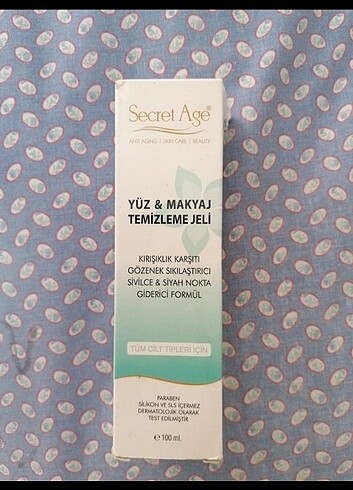 Secret Age®
ANTI AGING | SKIN CARE | BEAUTY
YÜZ & MAKYAJ
TEMİZLEME JELİ
KIRIŞIKLIK KARŞITI
GÖZENEK SIKILAŞTIRICI
SİVİLCE & SİYAH NOKTA
GİDERİCİ FORMÜL
TÜM CİLT TİPLERİ İÇİN
PARABEN
SİLİKON VE SLS İÇERMEZ
DERMATOLOJİK OLARAK
TEST EDİLMİŞTİR
℮ 100 ml.